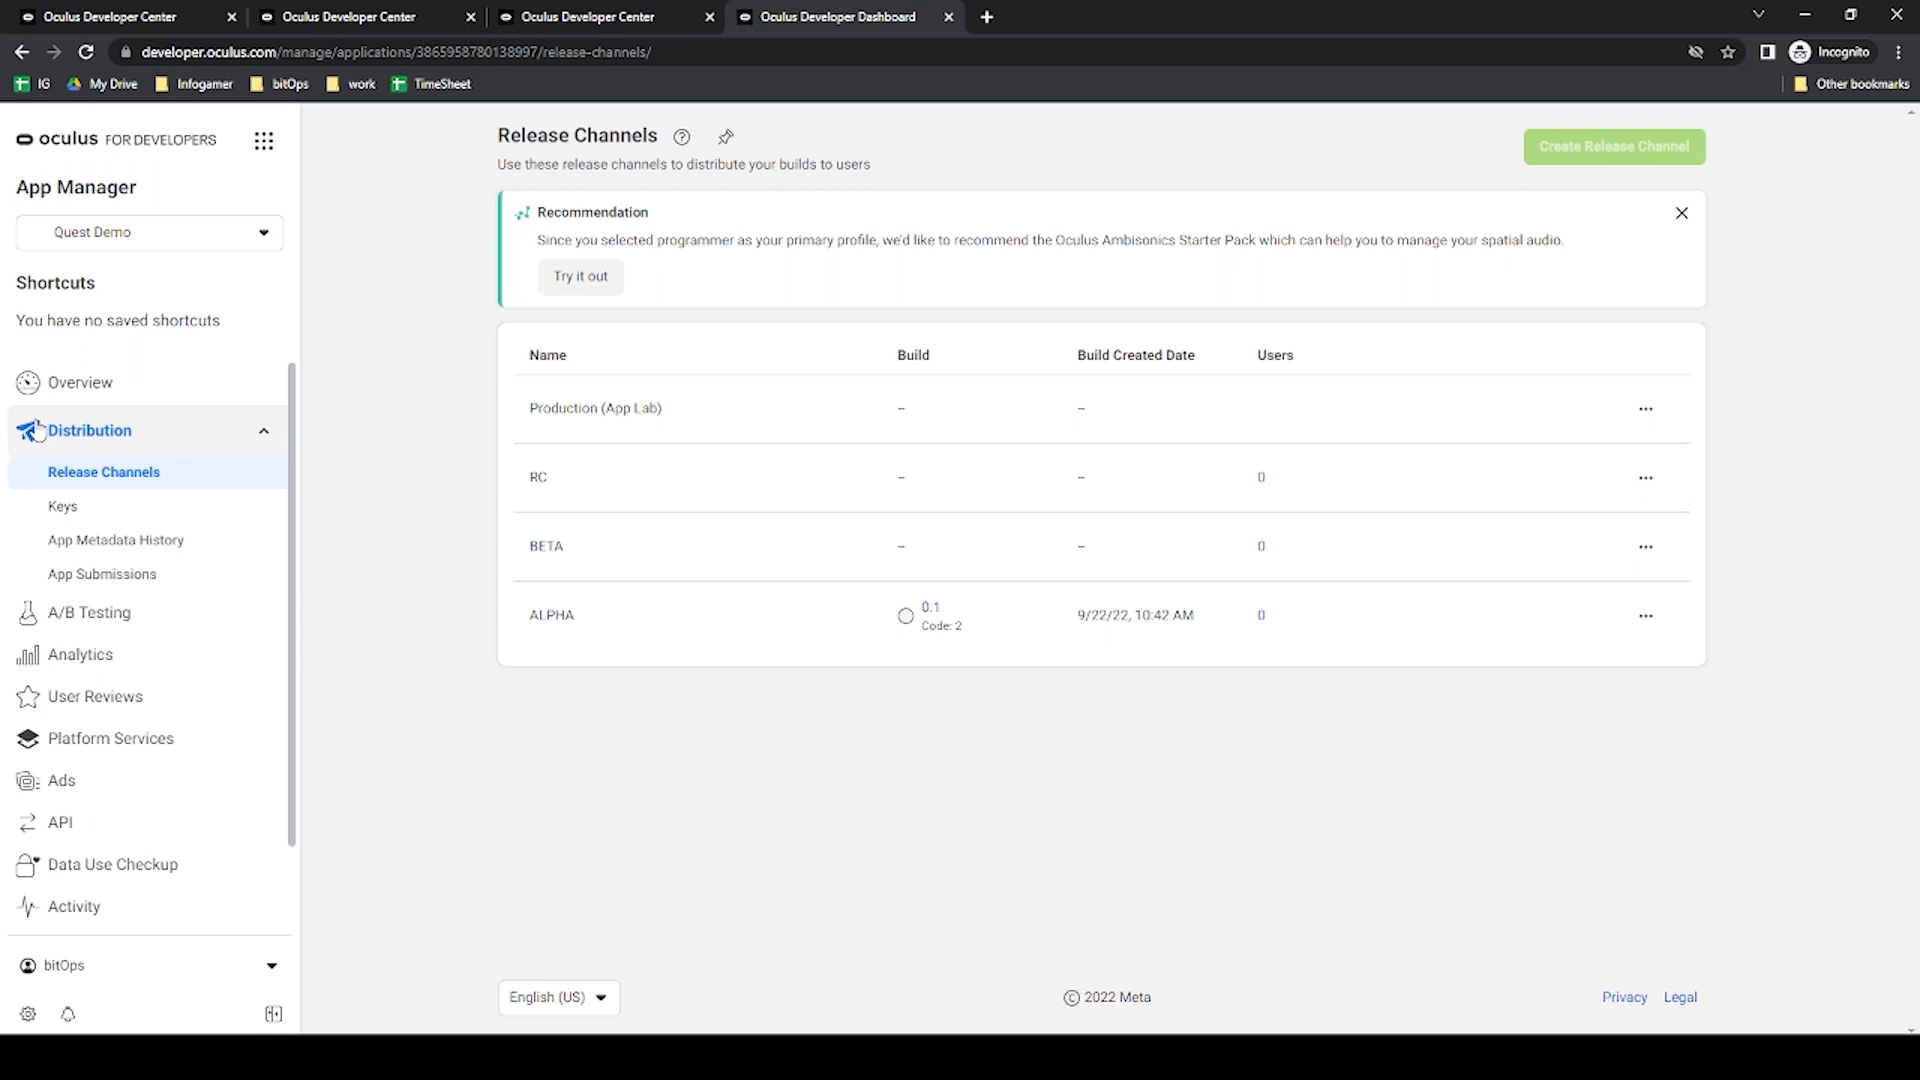 Oculus Developer Center
Oculus Developer Center
Oculus Developer Center
Oculus Developer Dashboard
developer.oculus.com/manage/applications/3865958780138997/release-channels/
Incognito
IG
My Drive
Infogamer
bitOps
work
TimeSheet
Other bookmarks
oculus FOR DEVELOPERS
App Manager
Quest Demo
Shortcuts
You have no saved shortcuts
Overview
Distribution
Release Channels
Keys
App Metadata History
App Submissions
A/B Testing
Analytics
User Reviews
Platform Services
Ads
API
Data Use Checkup
Activity
bitOps
Release Channels
Use these release channels to distribute your builds to users
Create Release Channel
Recommendation
Since you selected programmer as your primary profile, we'd like to recommend the Oculus Ambisonics Starter Pack which can help you to manage your spatial audio.
Try it out
Name Build Build Created Date Users
Production (App Lab) -- --
RC -- -- 0
BETA -- -- 0
ALPHA 0.1 9/22/22, 10:42 AM 0
Code: 2
English (US)
© 2022 Meta
Privacy Legal